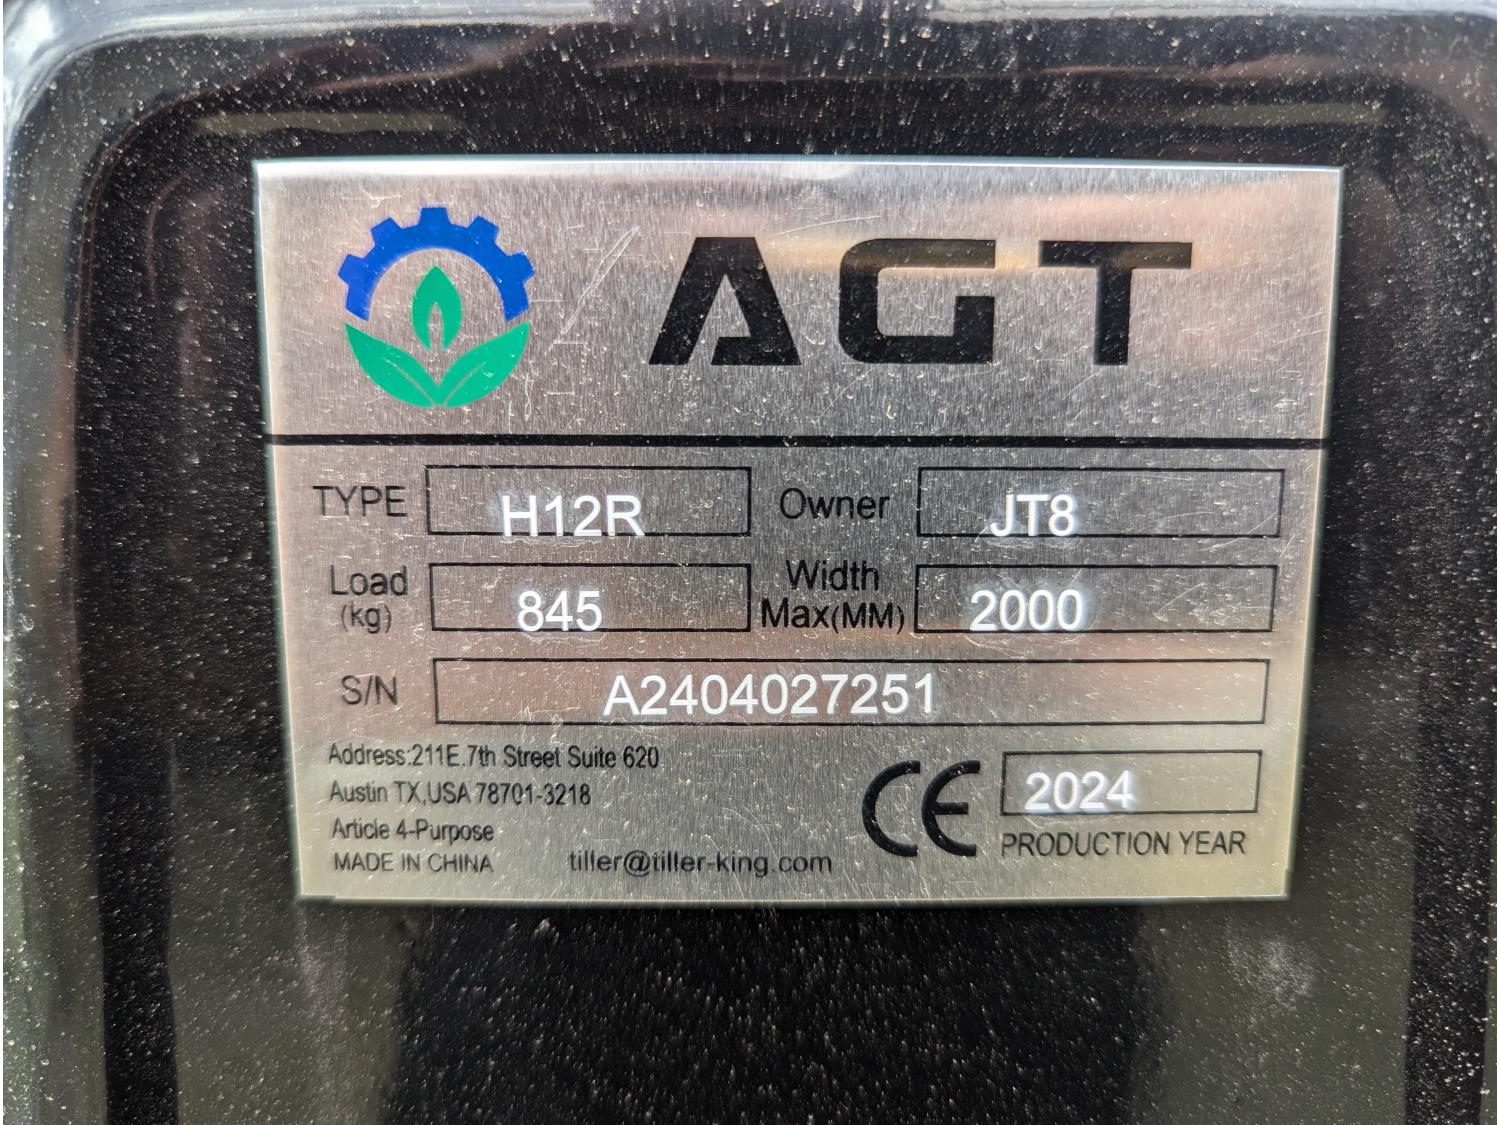 AGT
TYPE H12R Owner JT8
Load (kg) 845 Width Max(MM) 2000
S/N A2404027251
Address:211E.7th Street Suite 620
Austin TX,USA 78701-3218
Article 4-Purpose
MADE IN CHINA tiller@tiller-king.com
CE 2024
PRODUCTION YEAR